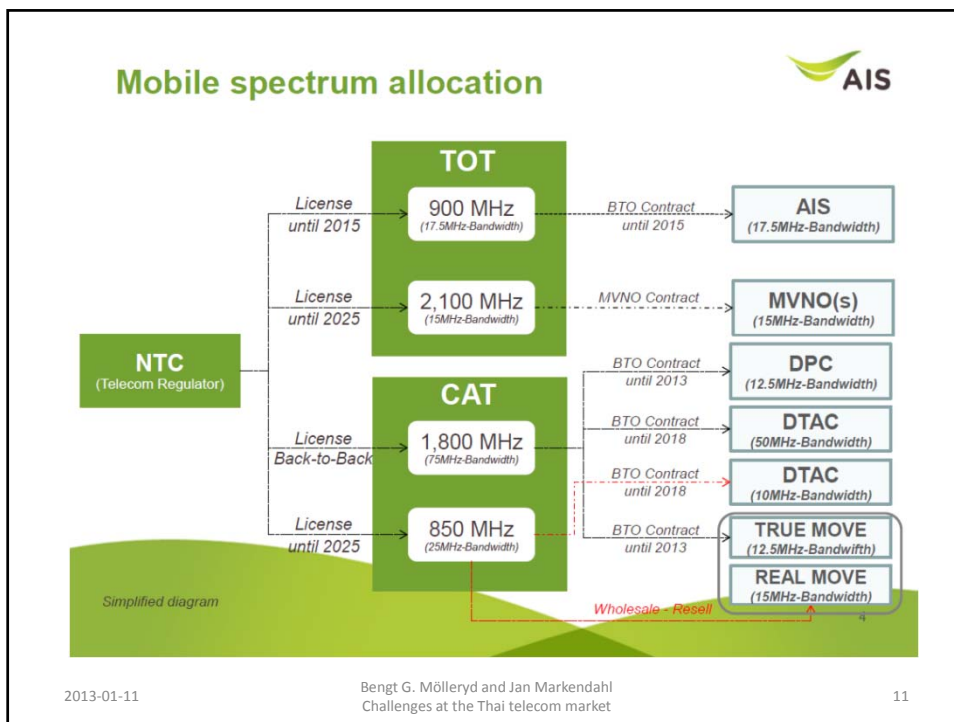 Mobile spectrum allocation
AIS
TOT
License
until 2015
900 MHz
(17.5MHz-Bandwidth)
BTO Contract
until 2015
AIS
(17.5MHz-Bandwidth)
License
until 2025
2,100 MHz
(15MHz-Bandwidth)
MVNO Contract
MVNO(s)
(15MHz-Bandwidth)
NTC
(Telecom Regulator)
CAT
BTO Contract
until 2013
DPC
(12.5MHz-Bandwidth)
License
Back-to-Back
1,800 MHz
(75MHz-Bandwidth)
BTO Contract
until 2018
DTAC
(50MHz-Bandwidth)
BTO Contract
until 2018
DTAC
(10MHz-Bandwidth)
License
until 2025
850 MHz
(25MHz-Bandwidth)
BTO Contract
until 2013
TRUE MOVE
(12.5MHz-Bandwifth)
REAL MOVE
(15MHz-Bandwidth)
Simplified diagram
Wholesale - Resell
4
2013-01-11
Bengt G. Mölleryd and Jan Markendahl
Challenges at the Thai telecom market
11